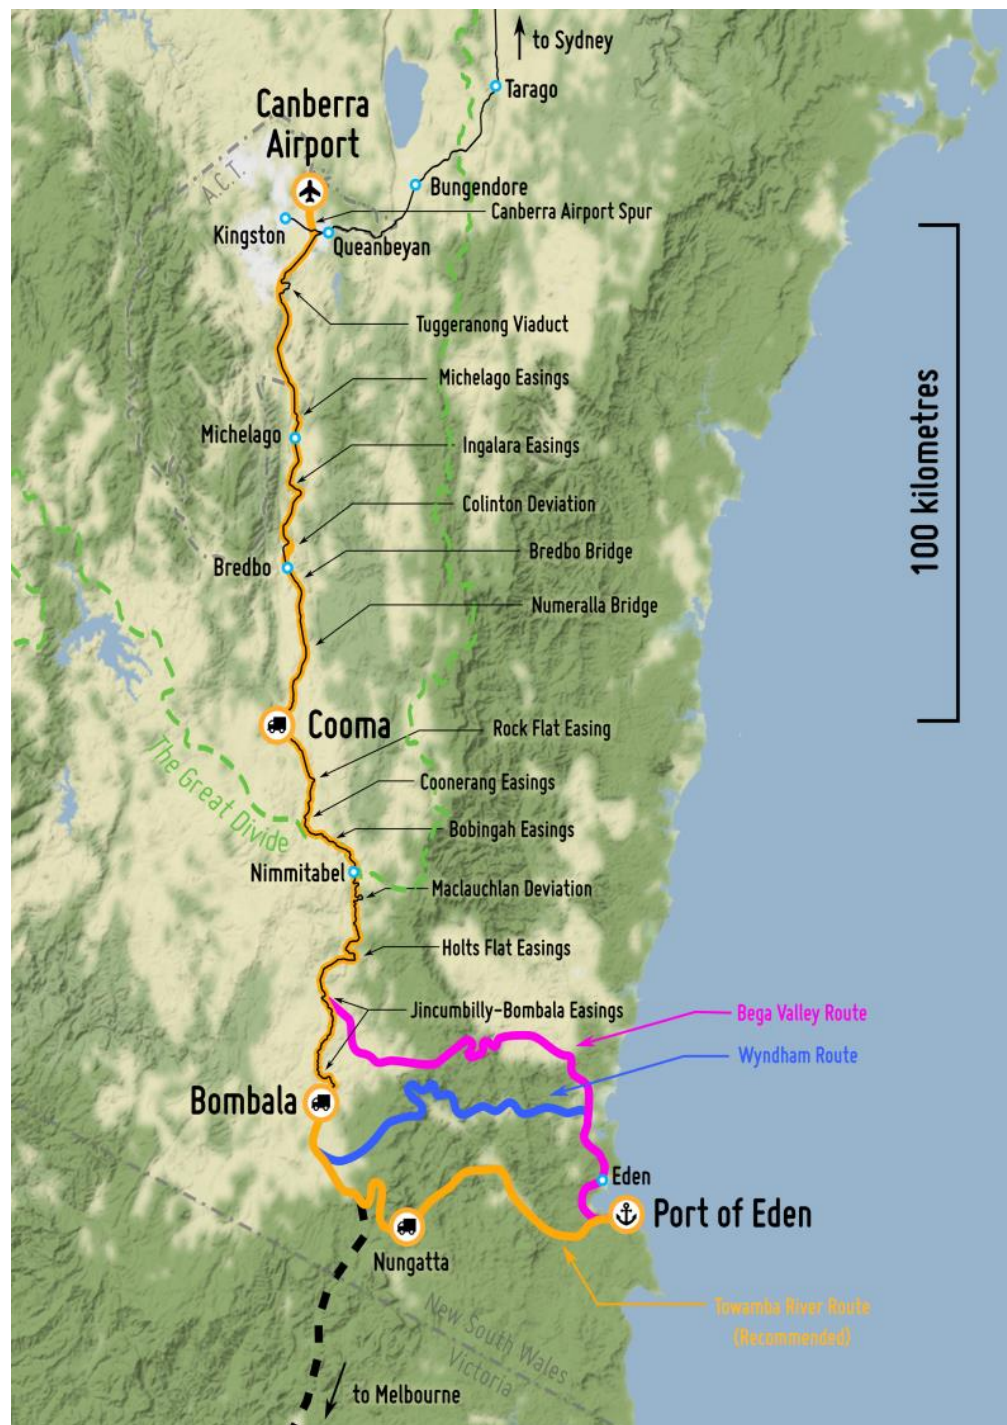 to Sydney
Tarago
Canberra
Airport
A.C.T.
Bungendore
Canberra Airport Spur
Kingston
Queanbeyan
Tuggeranong Viaduct
Michelago Easings
Michelago
Ingalara Easings
Colinton Deviation
Bredbo Bridge
Bredbo
Numeralla Bridge
100 kilometres
Cooma
Rock Flat Easing
The Great Divide
Coonerang Easings
Bobingah Easings
Nimmitabel
Maclauchlan Deviation
Holts Flat Easings
Jincumbilly-Bombala Easings
Bega Valley Route
Wyndham Route
Bombala
Eden
Port of Eden
Nungatta
Towamba River Route
(Recommended)
New South Wales
Victoria
to Melbourne